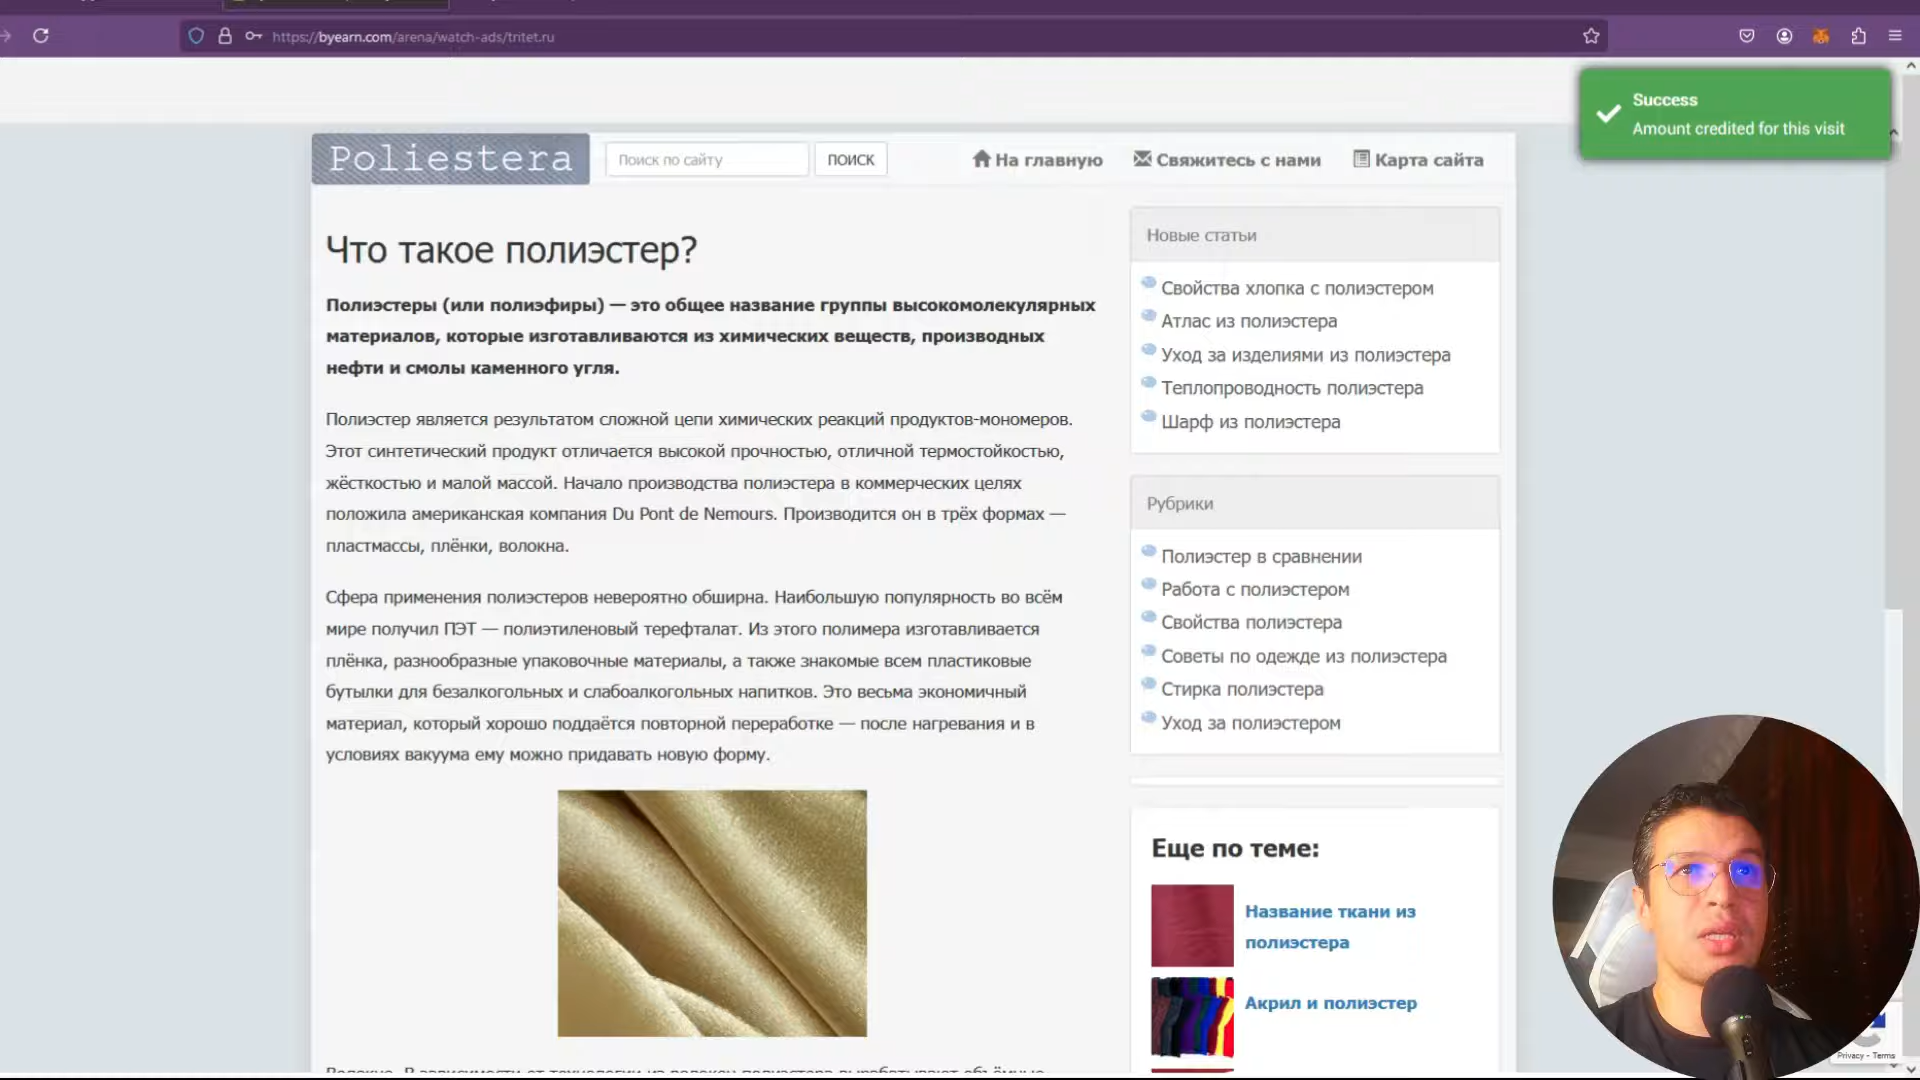 https://byearn.com/arena/watch-ads/tritet.ru
Success
Amount credited for this visit
Poliestera
Поиск по сайту
ПОИСК
На главную
Свяжитесь с нами
Карта сайта
Что такое полиэстер?
Полиэстеры (или полиэфиры) — это общее название группы высокомолекулярных
материалов, которые изготавливаются из химических веществ, производных
нефти и смолы каменного угля.
Полиэстер является результатом сложной цепи химических реакций продуктов-мономеров.
Этот синтетический продукт отличается высокой прочностью, отличной термостойкостью,
жёсткостью и малой массой. Начало производства полиэстера в коммерческих целях
положила американская компания Du Pont de Nemours. Производится он в трёх формах —
пластмассы, плёнки, волокна.
Сфера применения полиэстеров невероятно обширна. Наибольшую популярность во всём
мире получил ПЭТ — полиэтиленовый терефталат. Из этого полимера изготавливается
плёнка, разнообразные упаковочные материалы, а также знакомые всем пластиковые
бутылки для безалкогольных и слабоалкогольных напитков. Это весьма экономичный
материал, который хорошо поддаётся повторной переработке — после нагревания и в
условиях вакуума ему можно придавать новую форму.
Новые статьи
Свойства хлопка с полиэстером
Атлас из полиэстера
Уход за изделиями из полиэстера
Теплопроводность полиэстера
Шарф из полиэстера
Рубрики
Полиэстер в сравнении
Работа с полиэстером
Свойства полиэстера
Советы по одежде из полиэстера
Стирка полиэстера
Уход за полиэстером
Еще по теме:
Название ткани из
полиэстера
Акрил и полиэстер
Privacy - Terms